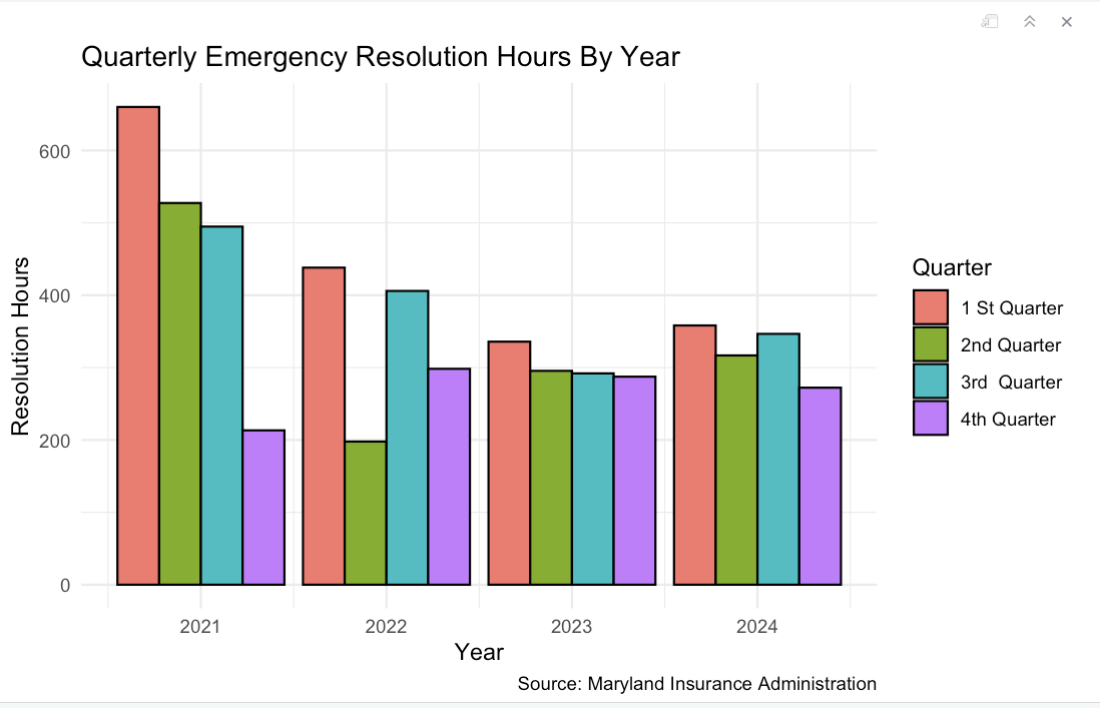 Quarterly Emergency Resolution Hours By Year
600
400
200
0
Resolution Hours
2021 2022 2023 2024
Year
Source: Maryland Insurance Administration
Quarter
1 St Quarter
2nd Quarter
3rd  Quarter
4th Quarter